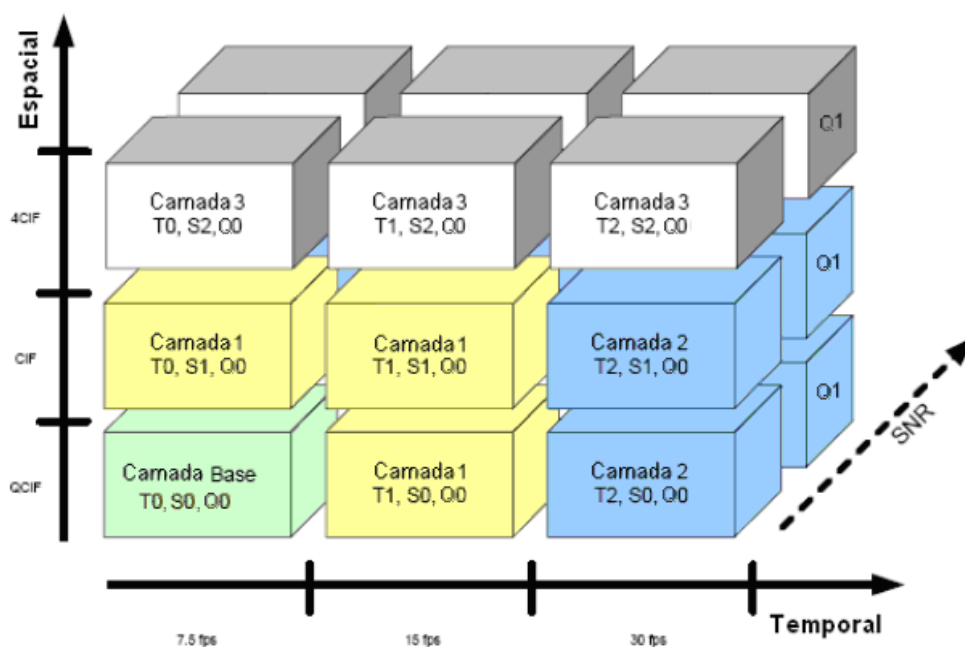 Espacial
4CIF
CIF
QCIF
Camada 3
T0, S2, Q0
Camada 3
T1, S2, Q0
Camada 3
T2, S2, Q0
Q1
Camada 1
T0, S1, Q0
Camada 1
T1, S1, Q0
Camada 2
T2, S1, Q0
Q1
Camada Base
T0, S0, Q0
Camada 1
T1, S0, Q0
Camada 2
T2, S0, Q0
Q1
SNR
Temporal
7.5 fps
15 fps
30 fps